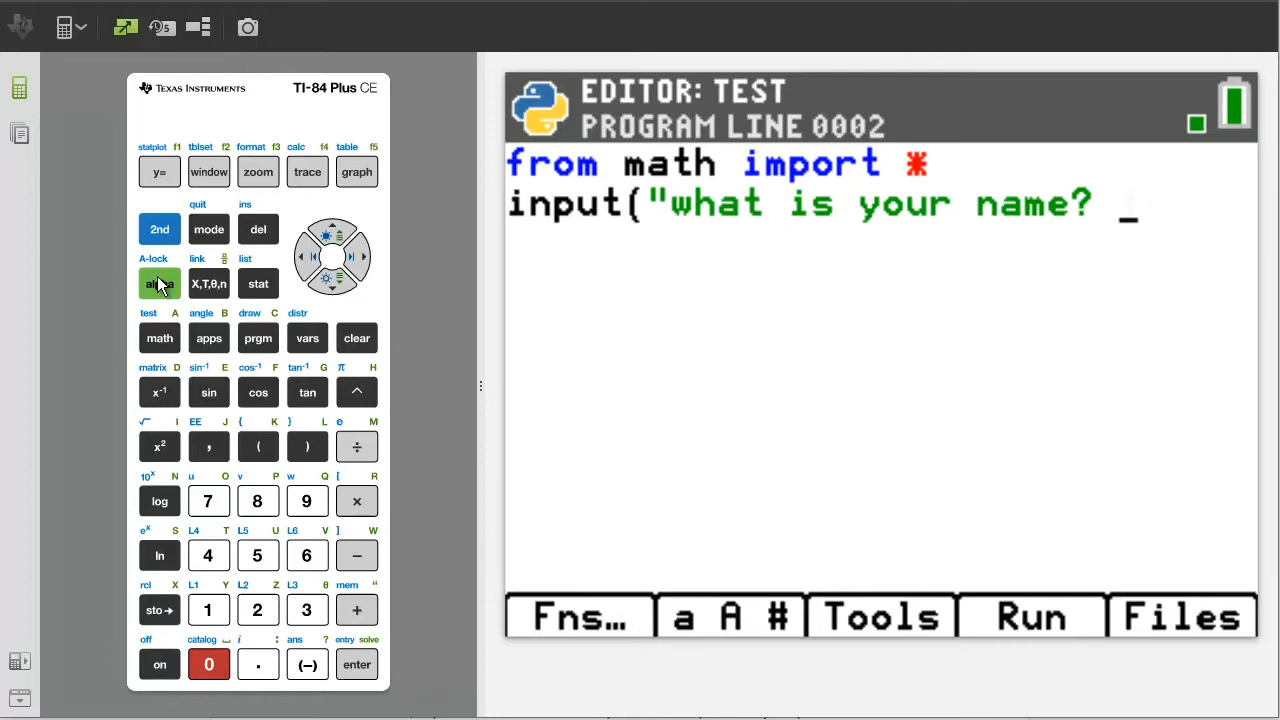 5
TEXAS INSTRUMENTS TI-84 Plus CE
statplot f1 tblset f2 format f3 calc f4 table f5
y= window zoom trace graph
quit ins
2nd mode del
A-lock link list
X,T,θ,n stat
test A angle B draw C distr
math apps prgm vars clear
matrix D sin-1 E cos-1 F tan-1 G π H
x-1 sin cos tan ^
√ I EE J { K } L e M
x² , ( ) ÷
10x N u O v P w Q [ R
log 7 8 9 ×
ex S L4 T L5 U L6 V ] W
ln 4 5 6 −
rcl X L1 Y L2 Z L3 θ mem “
sto→ 1 2 3 +
off catalog i : ans ? entry solve
on 0 . (−) enter
EDITOR: TEST
PROGRAM LINE 0002
from math import *
input("what is your name? _
Fns… a A # Tools Run Files